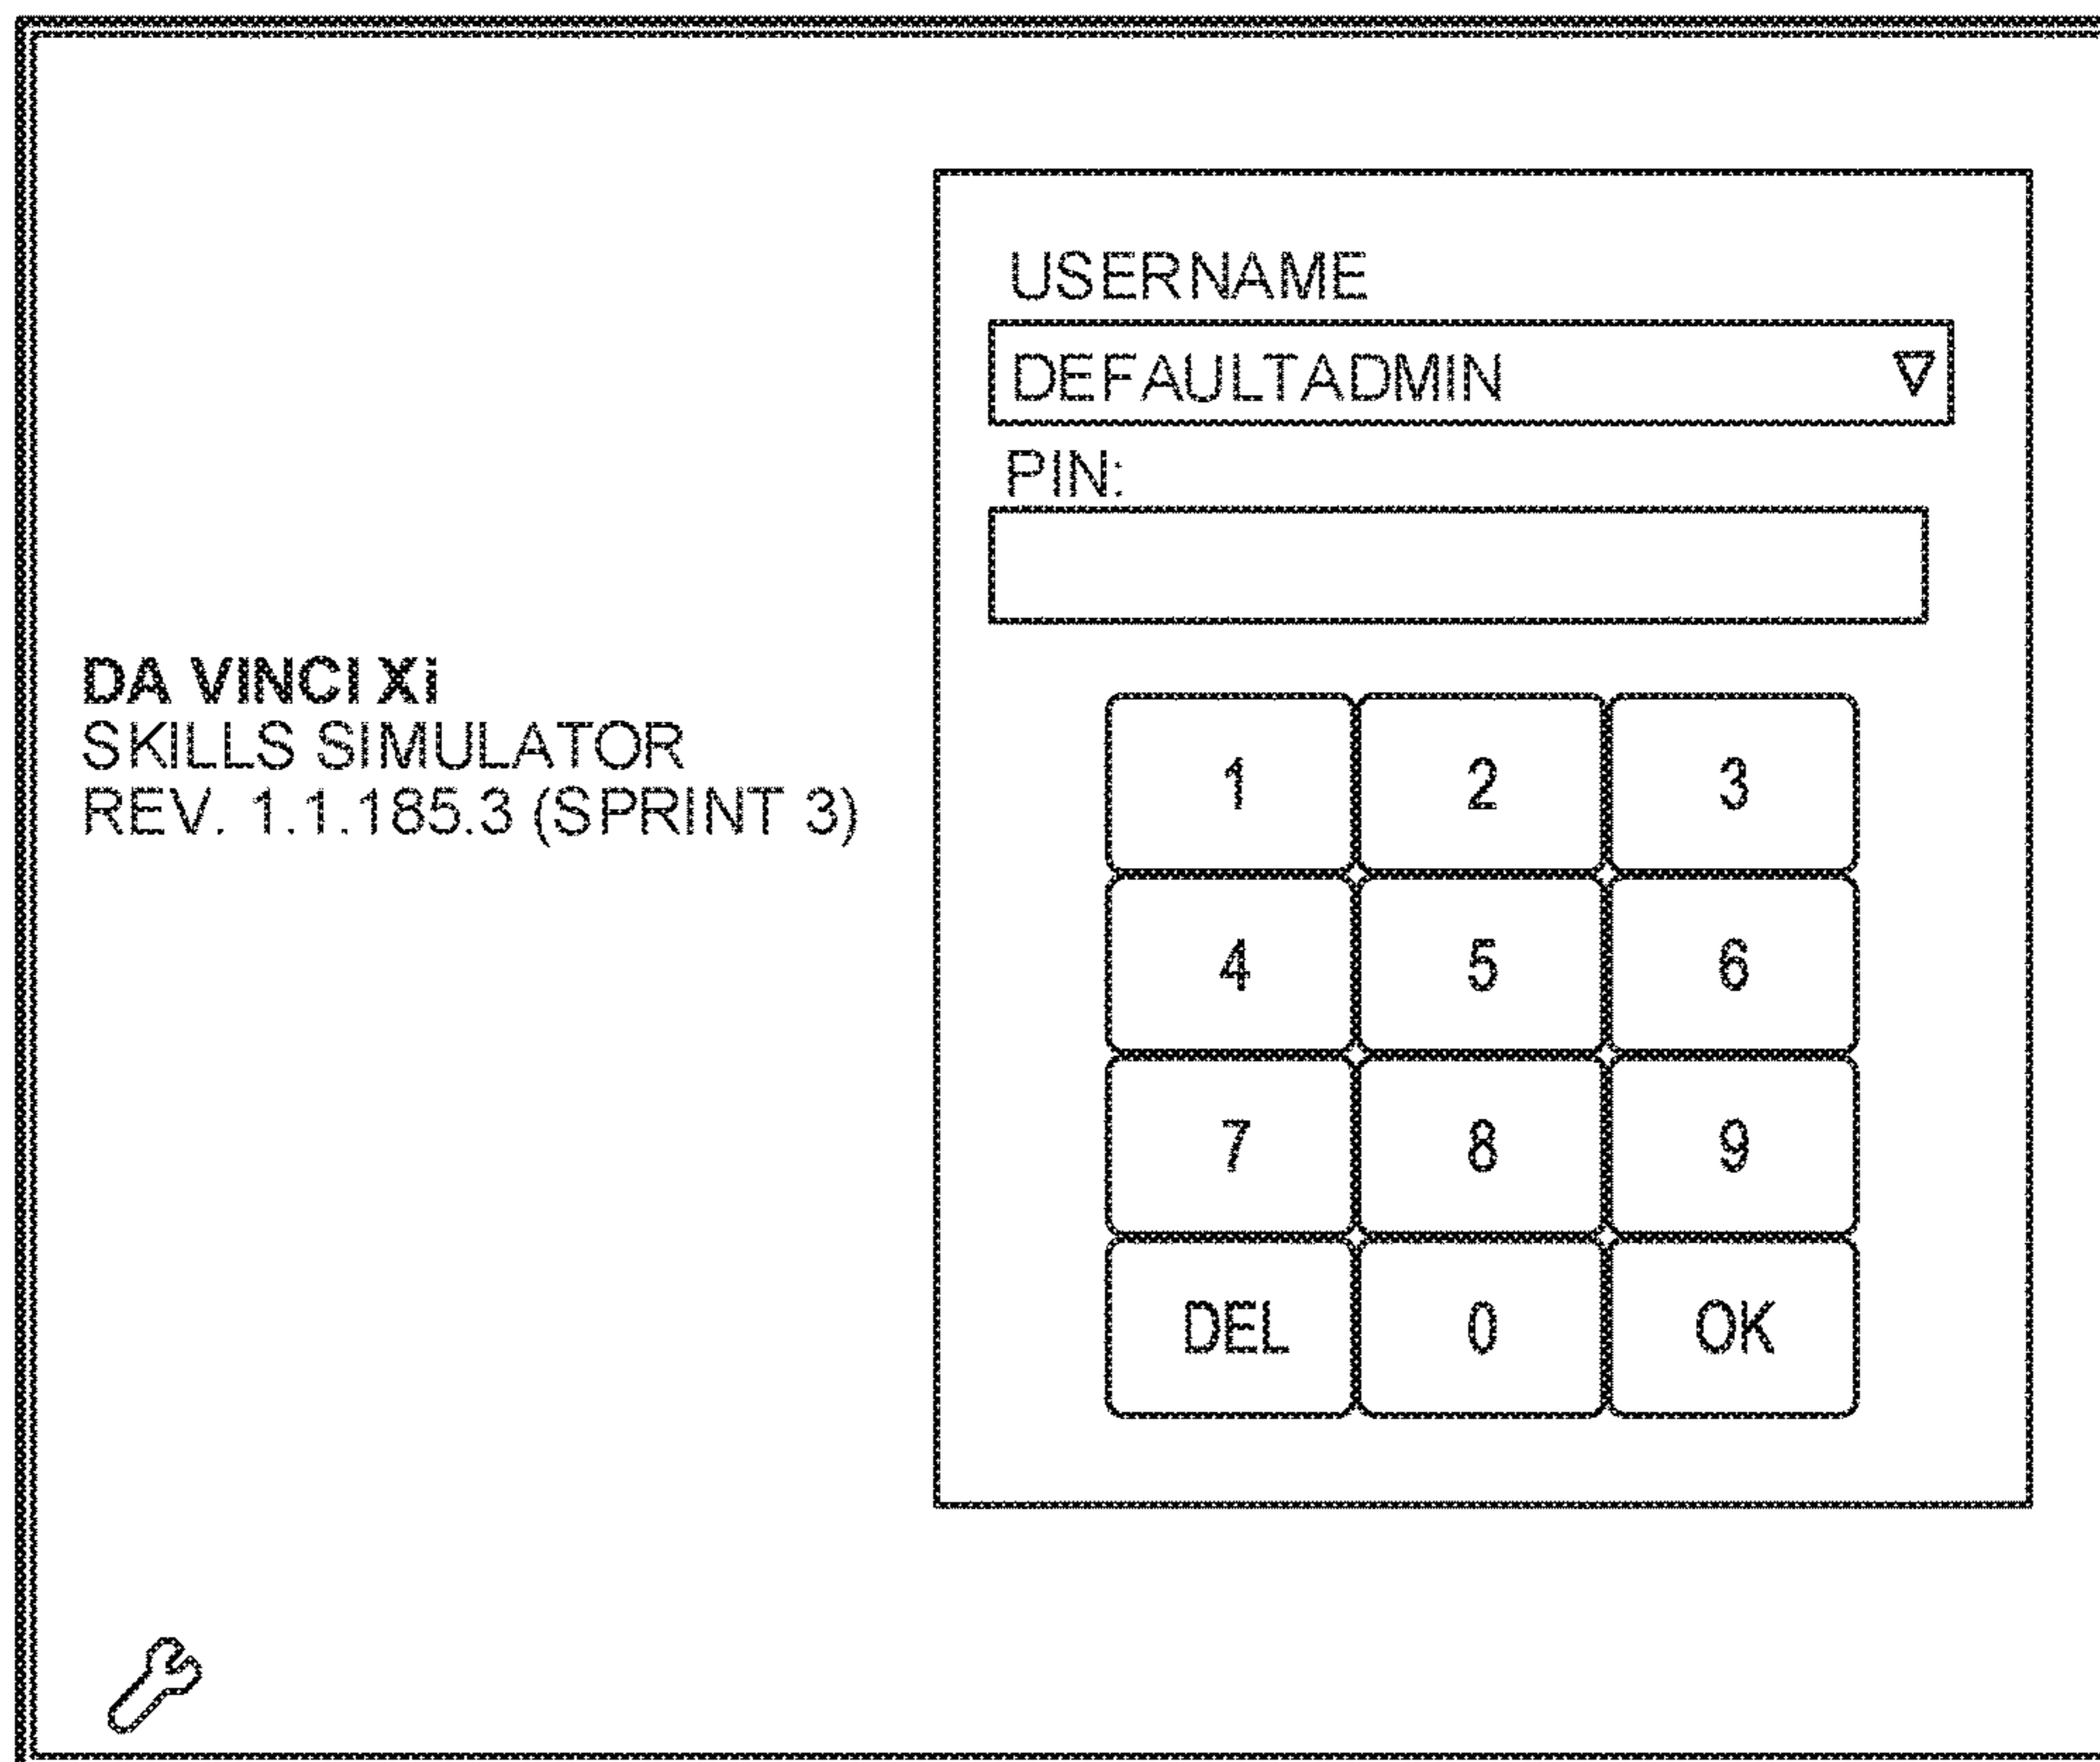 DA VINCI Xi
SKILLS SIMULATOR
REV. 1.1.185.3 (SPRINT 3)
USERNAME
DEFAULTADMIN
PIN:
1 2 3
4 5 6
7 8 9
DEL 0 OK